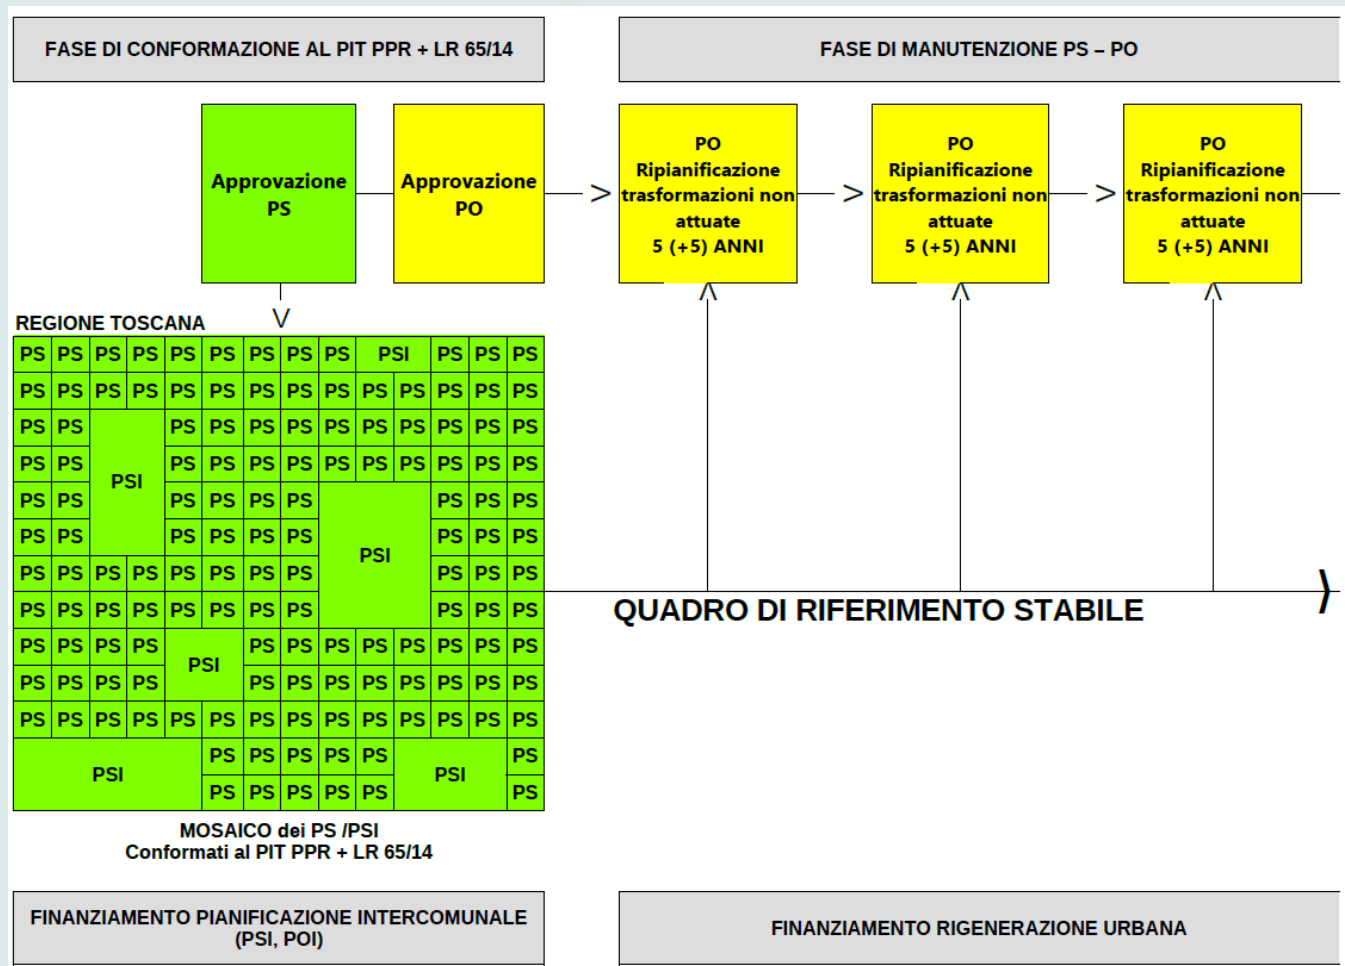 FASE DI CONFORMAZIONE AL PIT PPR + LR 65/14
FASE DI MANUTENZIONE PS – PO
Approvazione
PS
Approvazione
PO
PO
Ripianificazione
trasformazioni non
attuate
5 (+5) ANNI
PO
Ripianificazione
trasformazioni non
attuate
5 (+5) ANNI
PO
Ripianificazione
trasformazioni non
attuate
5 (+5) ANNI
REGIONE TOSCANA
PS PS PS PS PS PS PS PS PS PSI PS PS PS
PS PS PS PS PS PS PS PS PS PS PS PS PS PS
PS PS PS PS PS PS PS PS PS PS PS PS
PS PS PS PS PS PS PS PS PS PS PS PS
PSI
PS PS PS PS PS PS PS PS PS
PS PS PS PS PS PS PS PS PS
PSI
PS PS PS PS PS PS PS PS PS PS PS
PS PS PS PS PS PS PS PS PS PS PS
PS PS PS PS PS PS PS PS PS PS PS PS
PSI
PS PS PS PS PS PS PS PS PS PS PS PS
PS PS PS PS PS PS PS PS PS PS PS PS PS PS
PS PS PS PS PS PS
PSI PSI
PS PS PS PS PS PS
QUADRO DI RIFERIMENTO STABILE
MOSAICO dei PS /PSI
Conformati al PIT PPR + LR 65/14
FINANZIAMENTO PIANIFICAZIONE INTERCOMUNALE
(PSI, POI)
FINANZIAMENTO RIGENERAZIONE URBANA